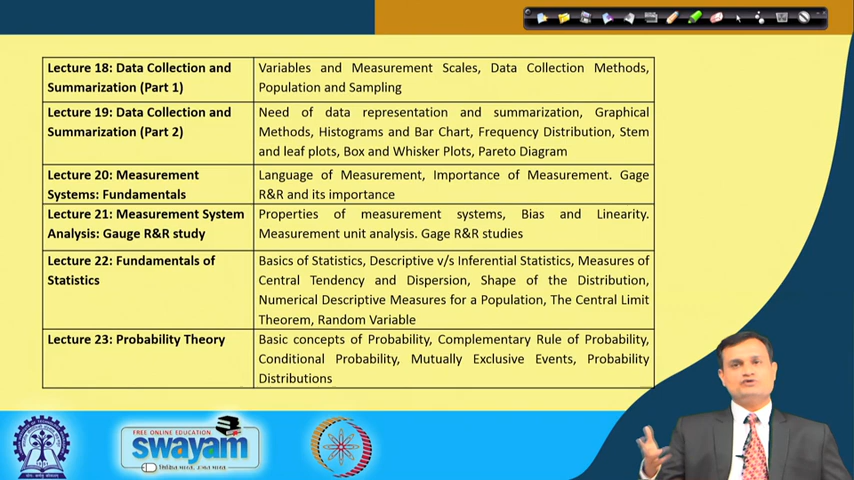 Lecture 18: Data Collection and
Summarization (Part 1)
Variables and Measurement Scales, Data Collection Methods,
Population and Sampling
Lecture 19: Data Collection and
Summarization (Part 2)
Need of data representation and summarization, Graphical
Methods, Histograms and Bar Chart, Frequency Distribution, Stem
and leaf plots, Box and Whisker Plots, Pareto Diagram
Lecture 20: Measurement
Systems: Fundamentals
Language of Measurement, Importance of Measurement. Gage
R&R and its importance
Lecture 21: Measurement System
Analysis: Gauge R&R study
Properties of measurement systems, Bias and Linearity.
Measurement unit analysis. Gage R&R studies
Lecture 22: Fundamentals of
Statistics
Basics of Statistics, Descriptive v/s Inferential Statistics, Measures of
Central Tendency and Dispersion, Shape of the Distribution,
Numerical Descriptive Measures for a Population, The Central Limit
Theorem, Random Variable
Lecture 23: Probability Theory
Basic concepts of Probability, Complementary Rule of Probability,
Conditional Probability, Mutually Exclusive Events, Probability
Distributions
FREE ONLINE EDUCATION
swayam